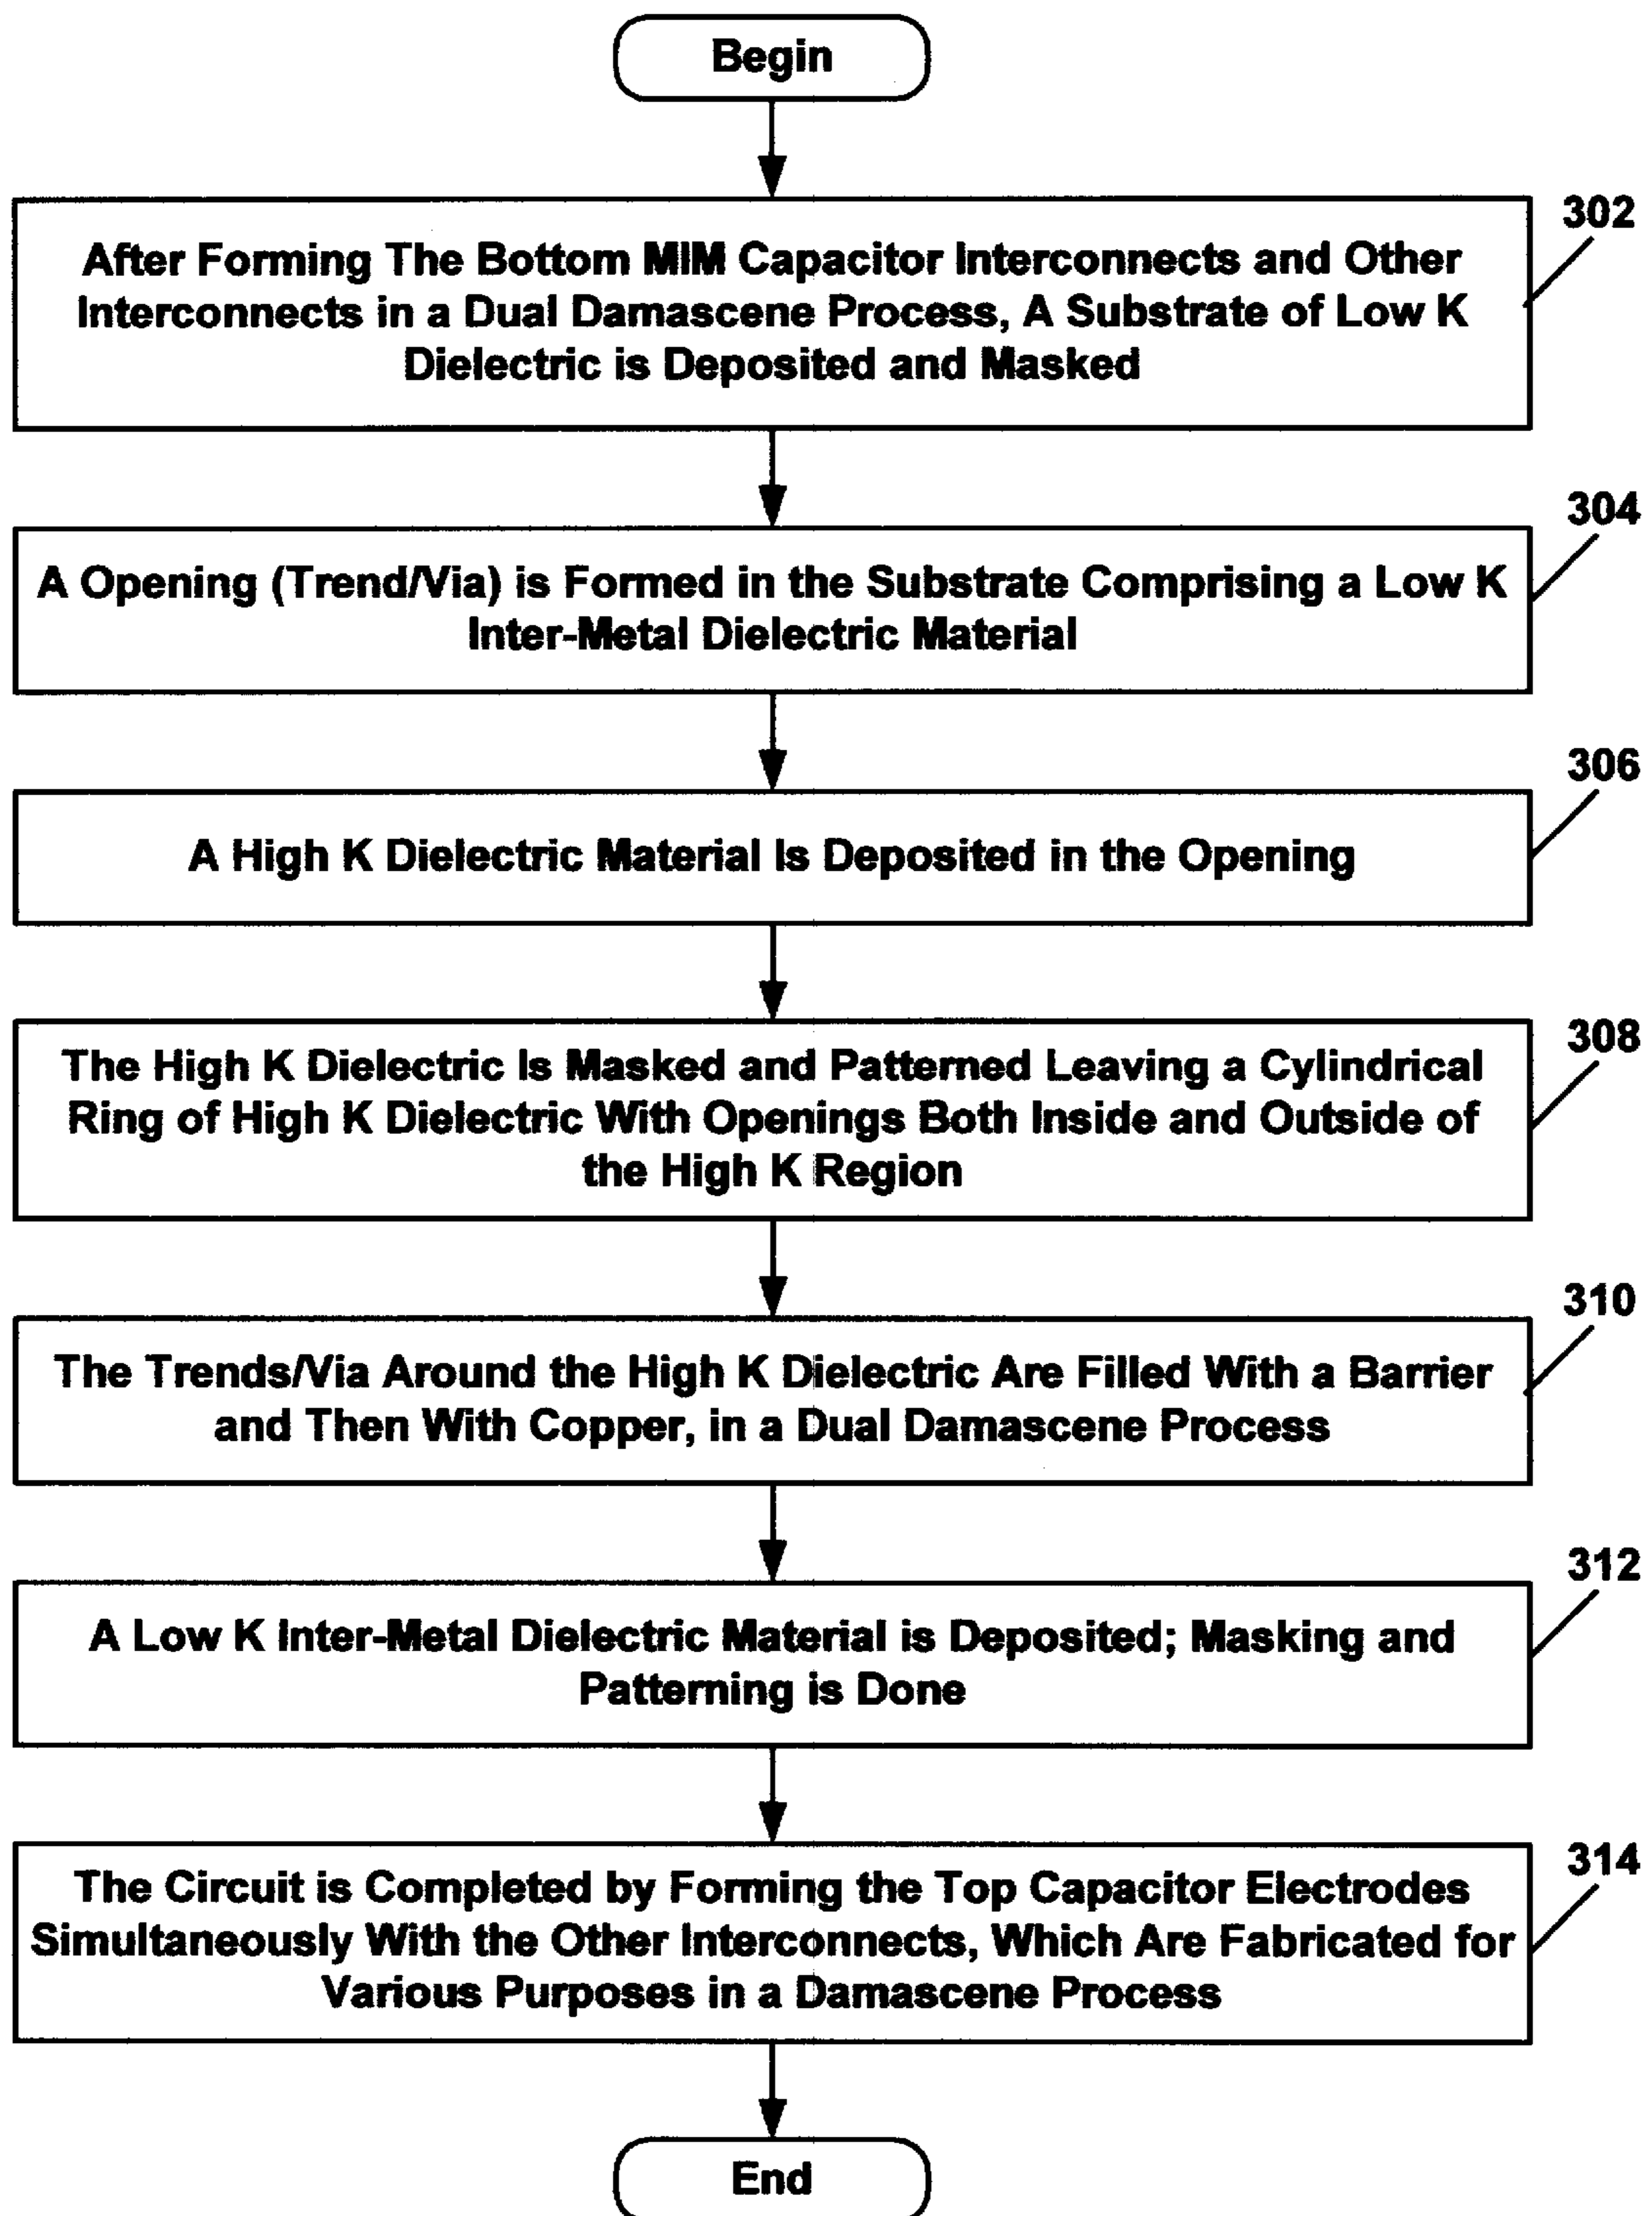 Begin
302
After Forming The Bottom MIM Capacitor Interconnects and Other
Interconnects in a Dual Damascene Process, A Substrate of Low K
Dielectric is Deposited and Masked
304
A Opening (Trend/Via) is Formed in the Substrate Comprising a Low K
Inter-Metal Dielectric Material
306
A High K Dielectric Material Is Deposited in the Opening
308
The High K Dielectric Is Masked and Patterned Leaving a Cylindrical
Ring of High K Dielectric With Openings Both Inside and Outside of
the High K Region
310
The Trends/Via Around the High K Dielectric Are Filled With a Barrier
and Then With Copper, in a Dual Damascene Process
312
A Low K Inter-Metal Dielectric Material is Deposited; Masking and
Patterning is Done
314
The Circuit is Completed by Forming the Top Capacitor Electrodes
Simultaneously With the Other Interconnects, Which Are Fabricated for
Various Purposes in a Damascene Process
End